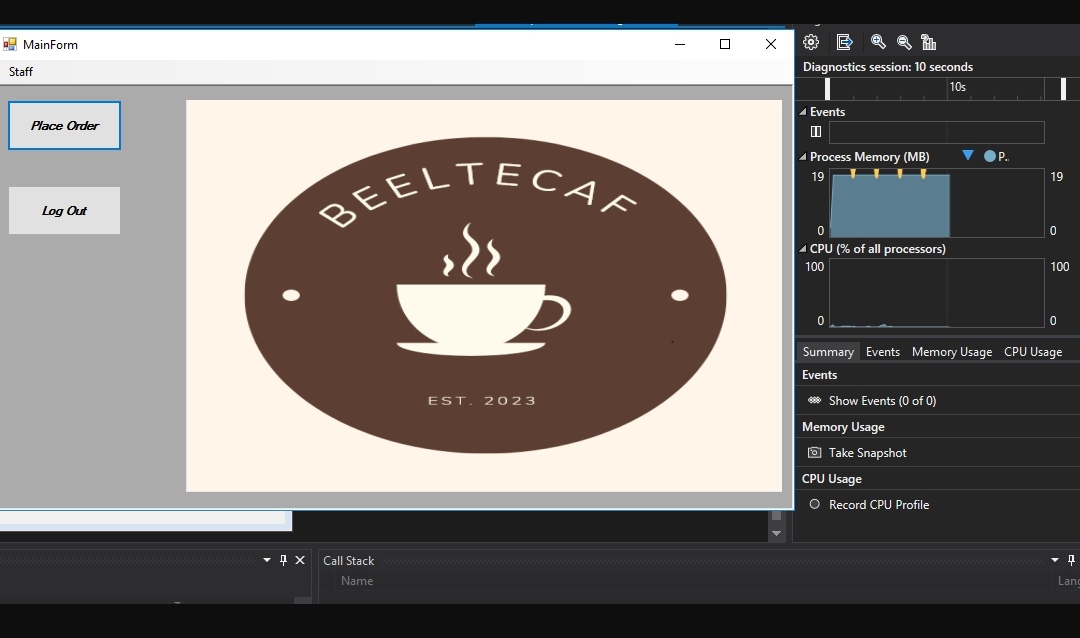 MainForm
Staff
Place Order
Log Out
BEELTECAF
EST. 2023
Diagnostics session: 10 seconds
10s
Events
Process Memory (MB)
P..
19
19
0
0
CPU (% of all processors)
100
100
0
0
Summary
Events
Memory Usage
CPU Usage
Events
Show Events (0 of 0)
Memory Usage
Take Snapshot
CPU Usage
Record CPU Profile
Call Stack
Name
Lang